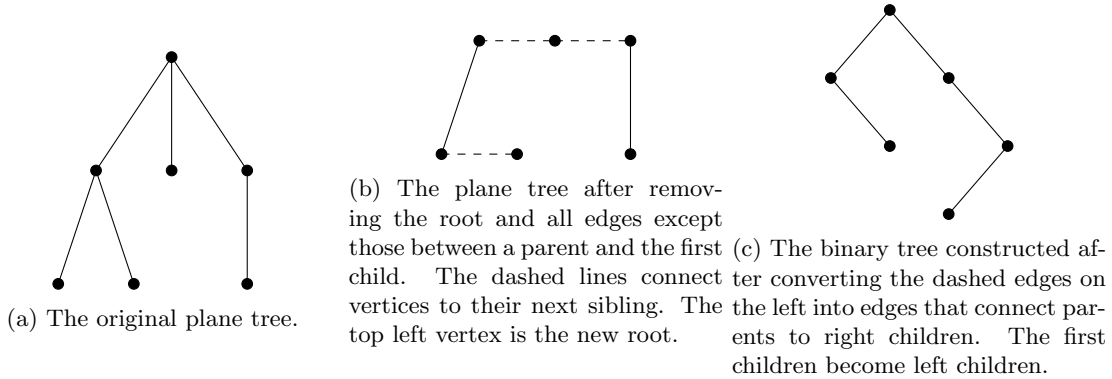 (a) The original plane tree.
(b) The plane tree after remov-
ing the root and all edges except
those between a parent and the first
child. The dashed lines connect
vertices to their next sibling. The
top left vertex is the new root.
(c) The binary tree constructed af-
ter converting the dashed edges on
the left into edges that connect par-
ents to right children. The first
children become left children.